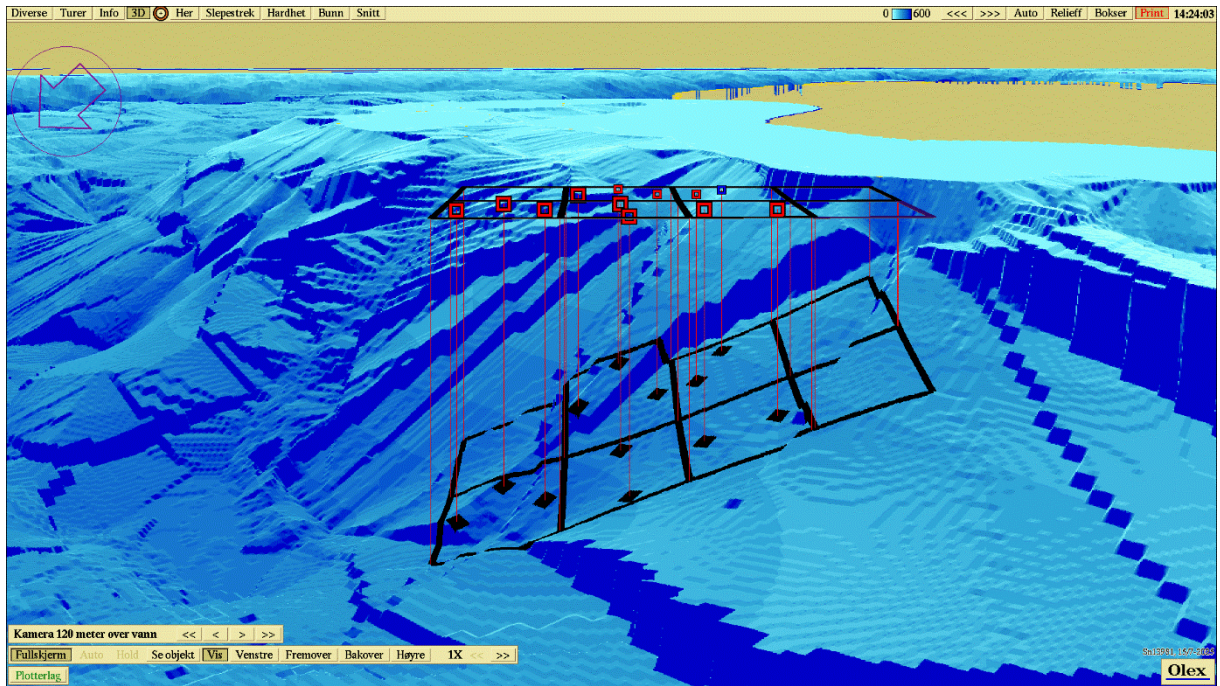 Diverse Turer Info 3D Her Slepestrek Hardhet Bunn Snitt 0 600 <<< >>> Auto Relieff Bokser Print 14:24:03
Kamera 120 meter over vann << < > >>
Fullskjerm Auto Hold Se objekt Vis Venstre Fremover Bakover Høyre 1X << >>
Plotterlag
Olex